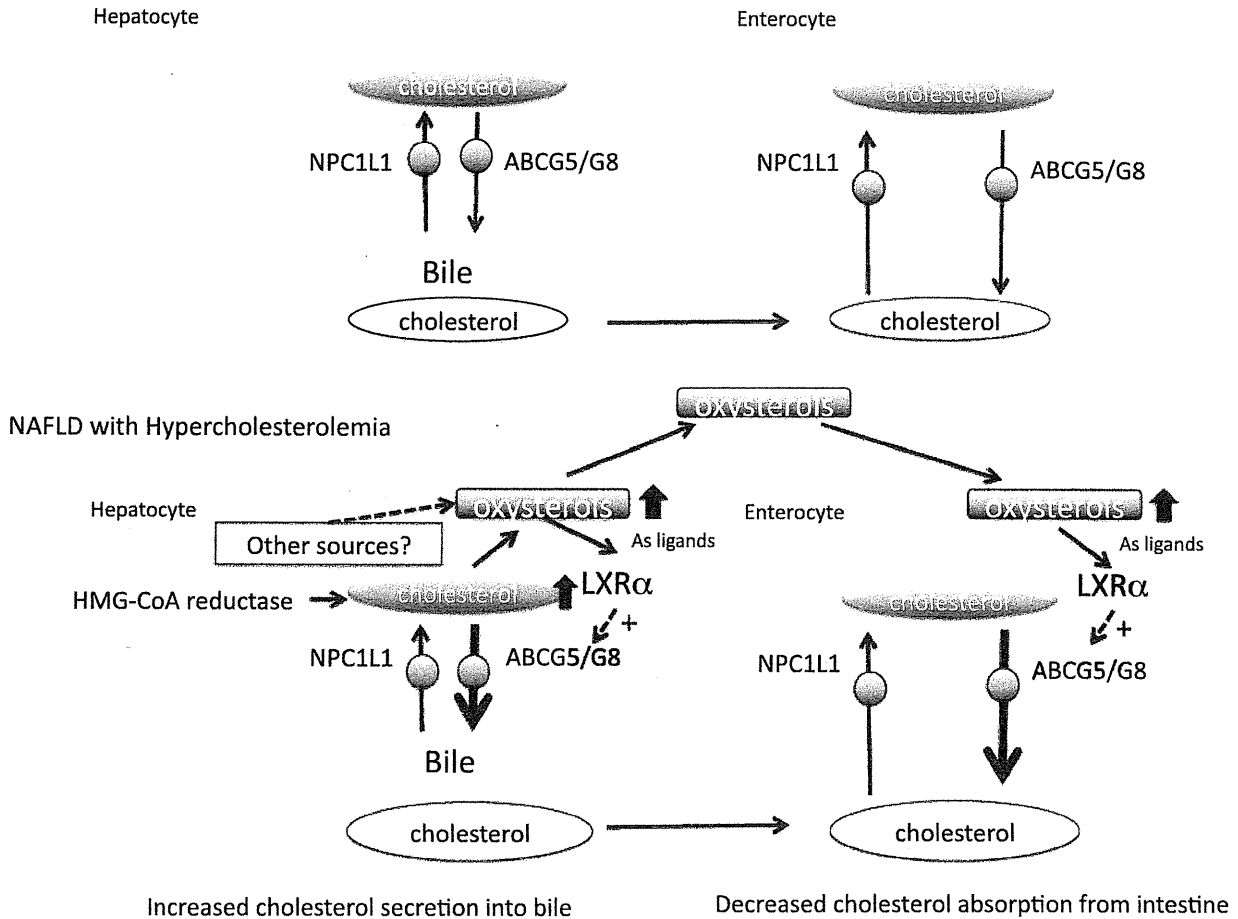 Hepatocyte
Enterocyte
cholesterol
cholesterol
NPC1L1
ABCG5/G8
NPC1L1
ABCG5/G8
Bile
cholesterol
cholesterol
oxysterols
NAFLD with Hypercholesterolemia
Hepatocyte
oxysterols
Enterocyte
oxysterols
Other sources?
As ligands
As ligands
HMG-CoA reductase
cholesterol
LXRα
cholesterol
LXRα
+
+
NPC1L1
ABCG5/G8
NPC1L1
ABCG5/G8
Bile
cholesterol
cholesterol
Increased cholesterol secretion into bile
Decreased cholesterol absorption from intestine